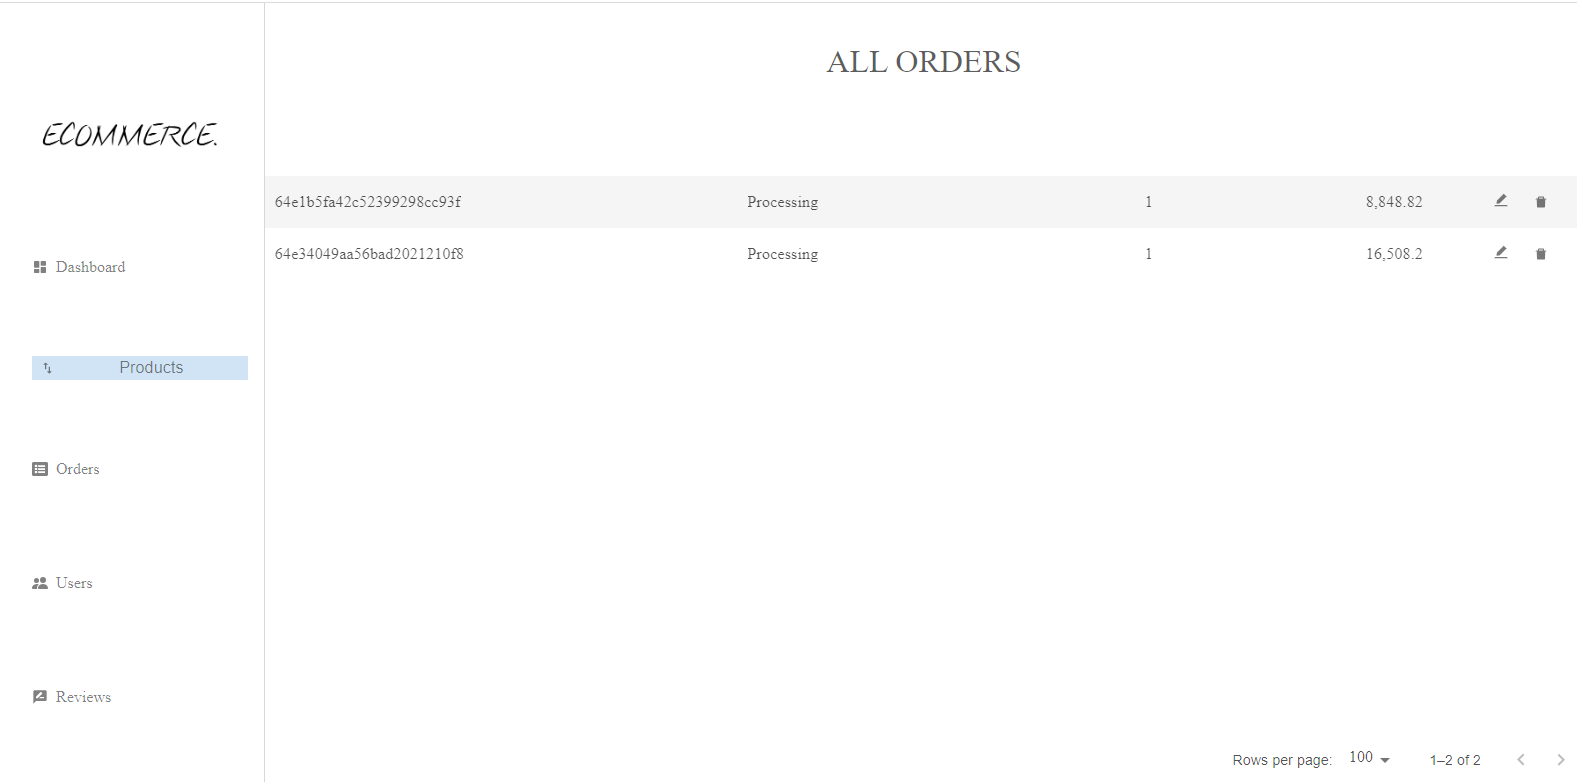 ALL ORDERS
ECOMMERCE.
64e1b5fa42c52399298cc93f Processing 1 8,848.82
64e34049aa56bad2021210f8 Processing 1 16,508.2
Dashboard
Products
Orders
Users
Reviews
Rows per page: 100 1–2 of 2